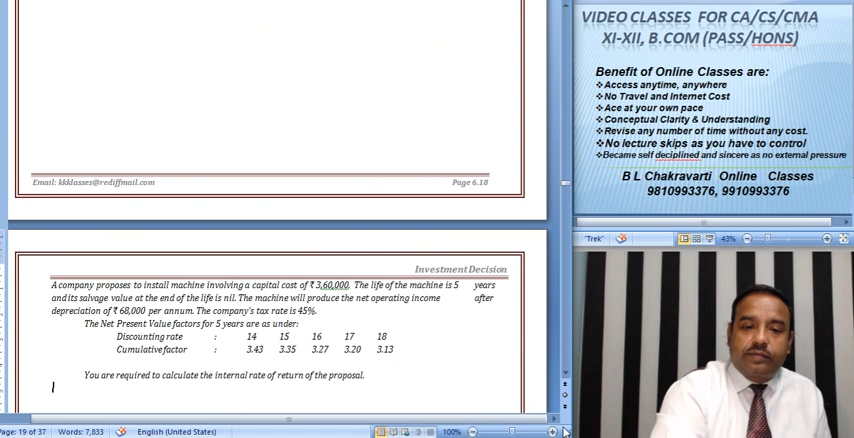 Email: kkklasses@rediffmail.com Page 6.18
Investment Decision
A company proposes to install machine involving a capital cost of ₹ 3,60,000. The life of the machine is 5 years
and its salvage value at the end of the life is nil. The machine will produce the net operating income after
depreciation of ₹ 68,000 per annum. The company's tax rate is 45%.
The Net Present Value factors for 5 years are as under:
Discounting rate : 14 15 16 17 18
Cumulative factor : 3.43 3.35 3.27 3.20 3.13
You are required to calculate the internal rate of return of the proposal.
Page: 19 of 37 Words: 7,833 English (United States) 100%
VIDEO CLASSES FOR CA/CS/CMA
XI-XII, B.COM (PASS/HONS)
Benefit of Online Classes are:
❖Access anytime, anywhere
❖No Travel and Internet Cost
❖Ace at your own pace
❖Conceptual Clarity & Understanding
❖Revise any number of time without any cost.
❖No lecture skips as you have to control
❖Became self deciplined and sincere as no external pressure
B L Chakravarti Online Classes
9810993376, 9910993376
"Trek" 43%